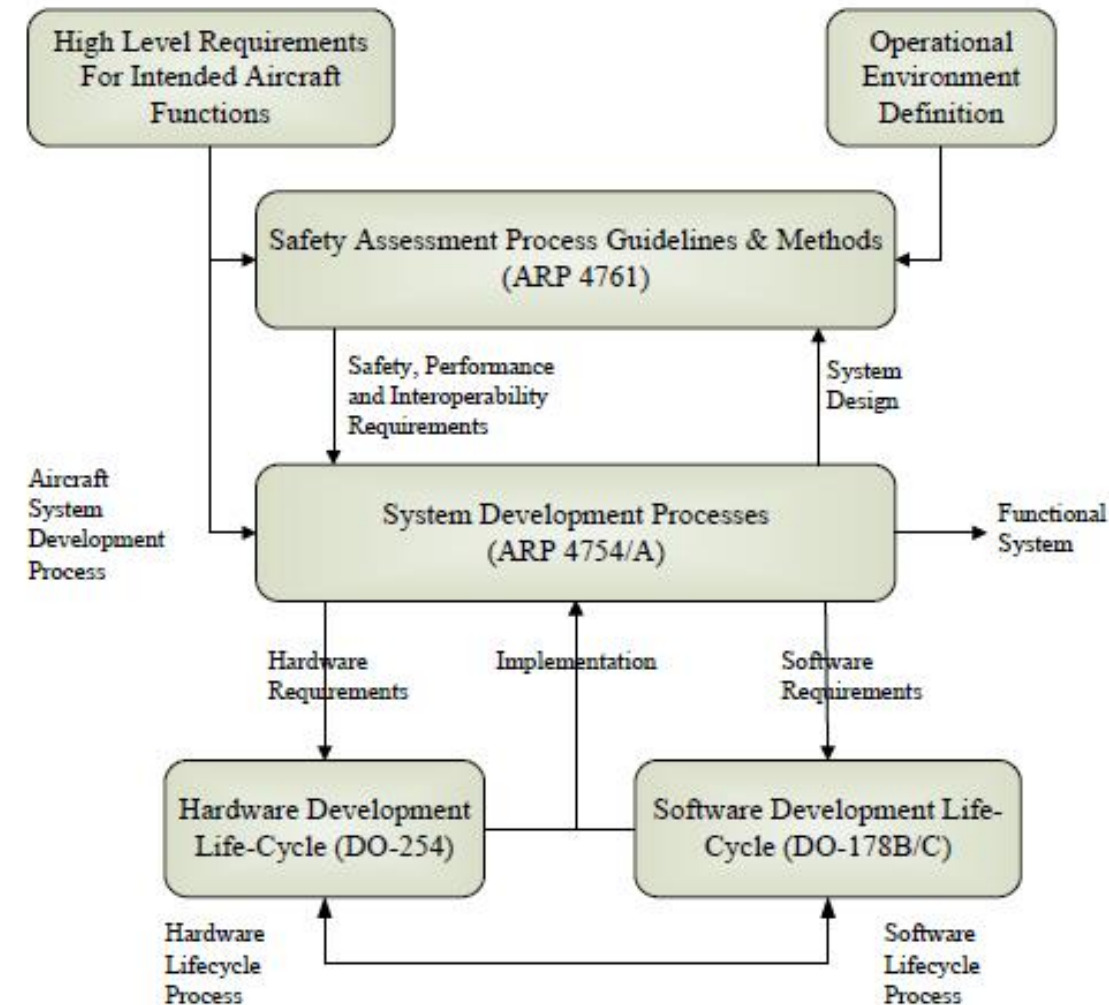 High Level Requirements
For Intended Aircraft
Functions
Operational
Environment
Definition
Safety Assessment Process Guidelines & Methods
(ARP 4761)
Safety, Performance
and Interoperability
Requirements
System
Design
Aircraft
System
Development
Process
System Development Processes
(ARP 4754/A)
Functional
System
Hardware
Requirements
Implementation
Software
Requirements
Hardware Development
Life-Cycle (DO-254)
Software Development Life-
Cycle (DO-178B/C)
Hardware
Lifecycle
Process
Software
Lifecycle
Process